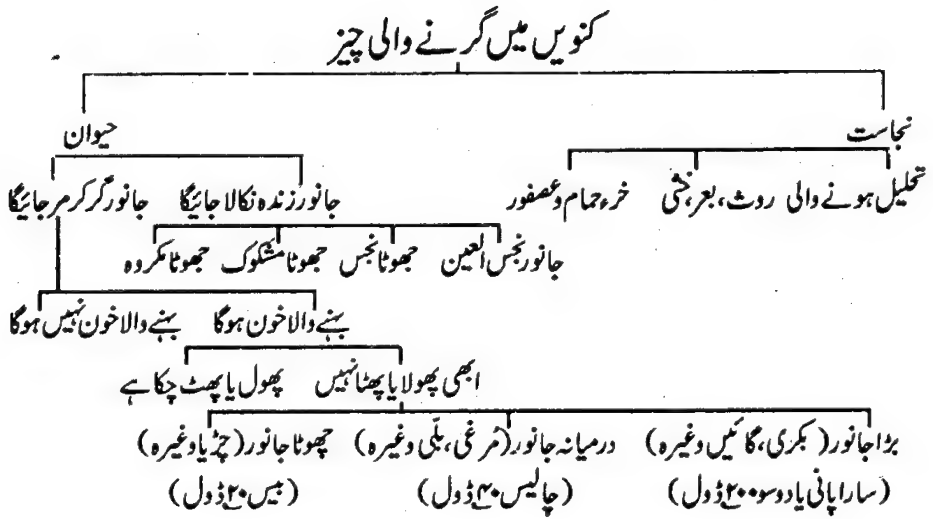 کنویں میں گرنے والی چیز
نجاست حیوان
تحلیل ہونے والی روث، بعر، خثی خرء حمام و عصفور جانور زندہ نکالا جائیگا جانور گر کر مر جائیگا
جانور نجس العین جھوٹا نجس جھوٹا مشکوک جھوٹا مکروہ
بہنے والا خون ہوگا بہنے والا خون نہیں ہوگا
ابھی پھولا یا پھٹا نہیں پھول یا پھٹ چکا ہے
بڑا جانور (بکری، گائیں وغیرہ) درمیانہ جانور (مرغی، بلی وغیرہ) چھوٹا جانور (چڑیا وغیرہ)
(سارا پانی یا دوسو ۲۰۰ ڈول) (چالیس ۴۰ ڈول) (بیس ۲۰ ڈول)